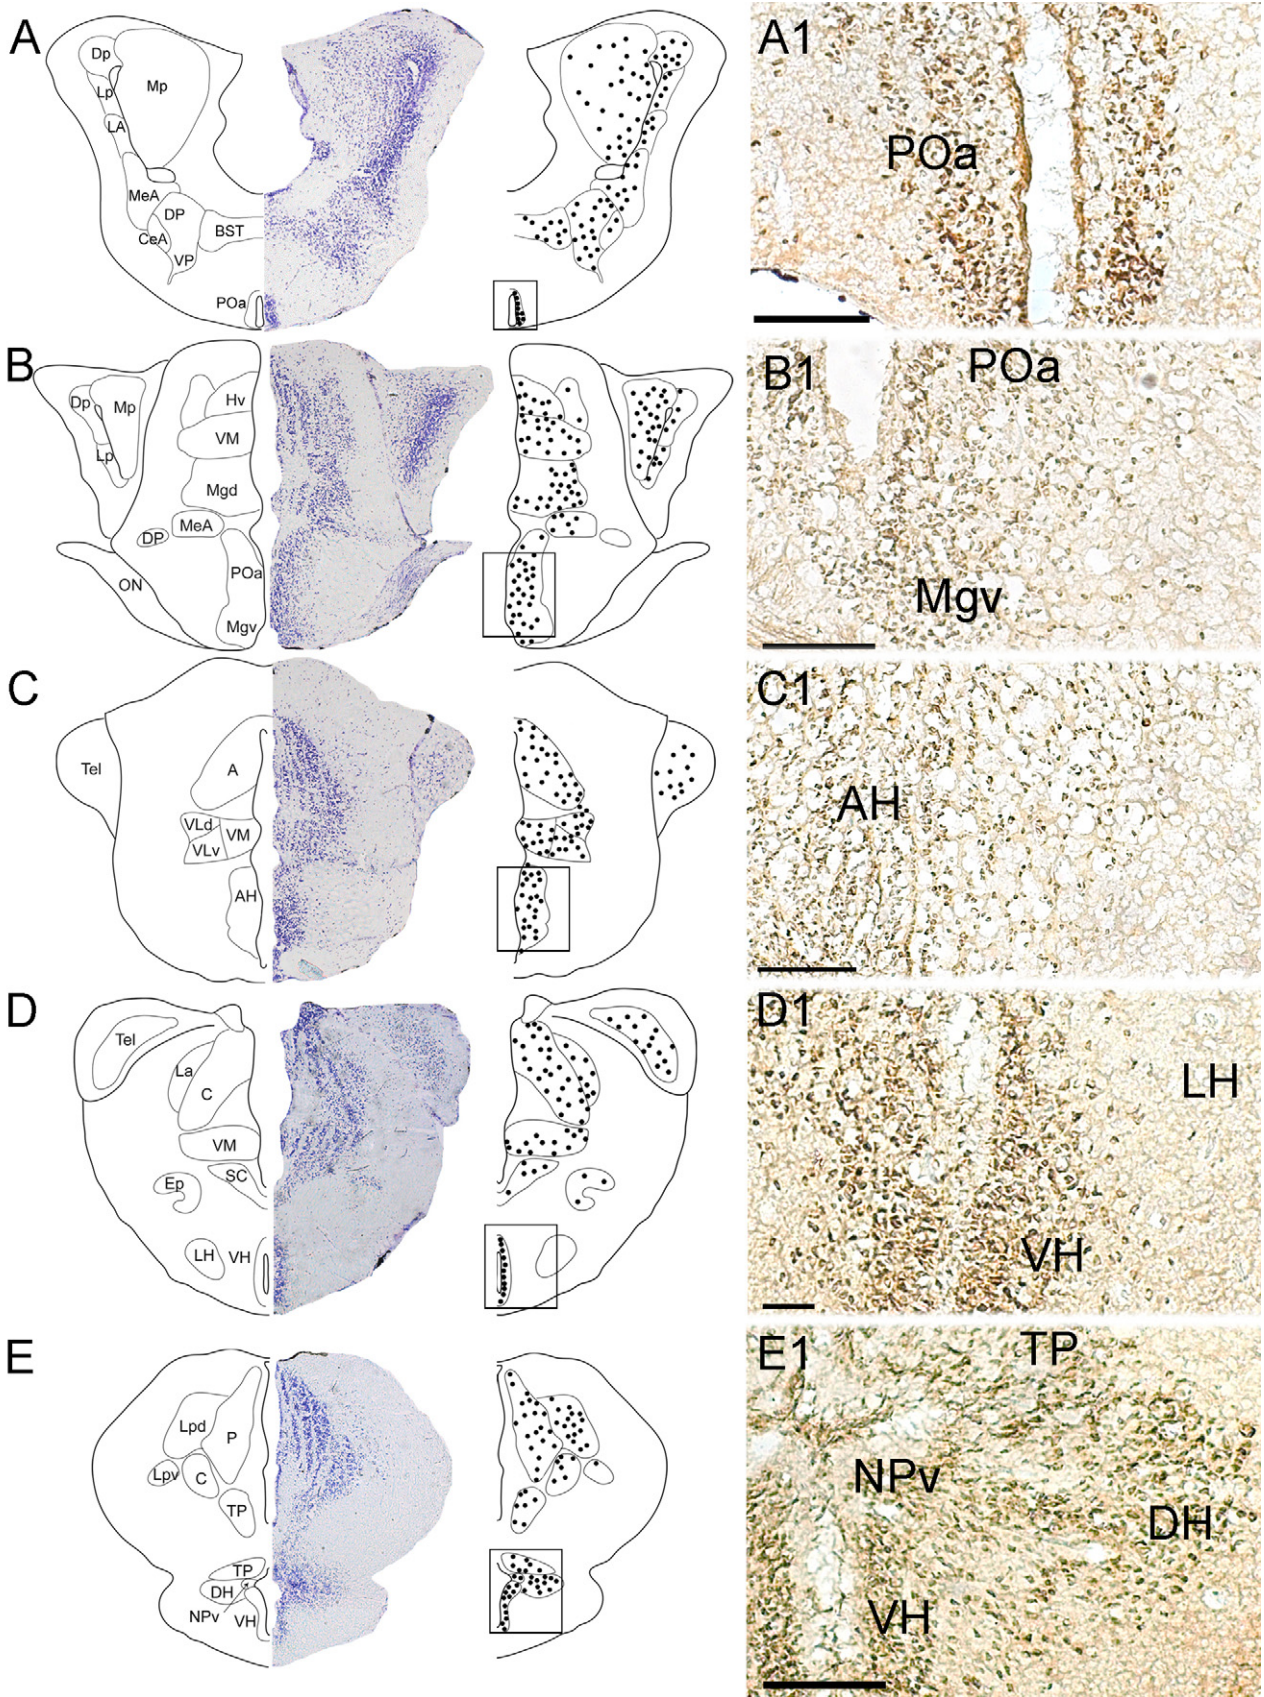 A
Dp
Mp
Lp
LA
MeA
DP
CeA
BST
VP
POa
A1
POa
B
Dp
Mp
Hv
VM
Lp
Mgd
MeA
DP
ON
POa
Mgv
B1
POa
Mgv
C
Tel
A
VLd
VM
VLv
AH
C1
AH
D
Tel
La
C
VM
SC
Ep
LH
VH
D1
LH
VH
E
Lpd
P
Lpv
C
TP
TP
DH
NPv
VH
E1
TP
NPv
DH
VH